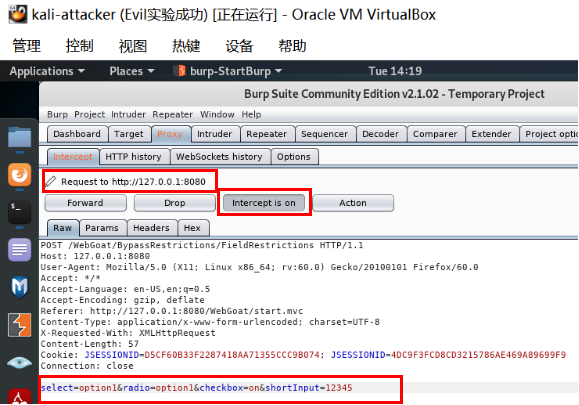 kali-attacker (Evil实验成功) [正在运行] - Oracle VM VirtualBox
管理 控制 视图 热键 设备 帮助
Applications Places burp-StartBurp Tue 14:19
Burp Suite Community Edition v2.1.02 - Temporary Project
Burp Project Intruder Repeater Window Help
Dashboard Target Proxy Intruder Repeater Sequencer Decoder Comparer Extender Project optio
Intercept HTTP history WebSockets history Options
Request to http://127.0.0.1:8080
Forward Drop Intercept is on Action
Raw Params Headers Hex
POST /WebGoat/BypassRestrictions/FieldRestrictions HTTP/1.1
Host: 127.0.0.1:8080
User-Agent: Mozilla/5.0 (X11; Linux x86_64; rv:60.0) Gecko/20100101 Firefox/60.0
Accept: */*
Accept-Language: en-US,en;q=0.5
Accept-Encoding: gzip, deflate
Referer: http://127.0.0.1:8080/WebGoat/start.mvc
Content-Type: application/x-www-form-urlencoded; charset=UTF-8
X-Requested-With: XMLHttpRequest
Content-Length: 57
Cookie: JSESSIONID=D5CF60B33F2287418AA71355CCC9B074; JSESSIONID=4DC9F3FCD8CD3215786AE469A89699F9
Connection: close
select=option1&radio=option1&checkbox=on&shortInput=12345